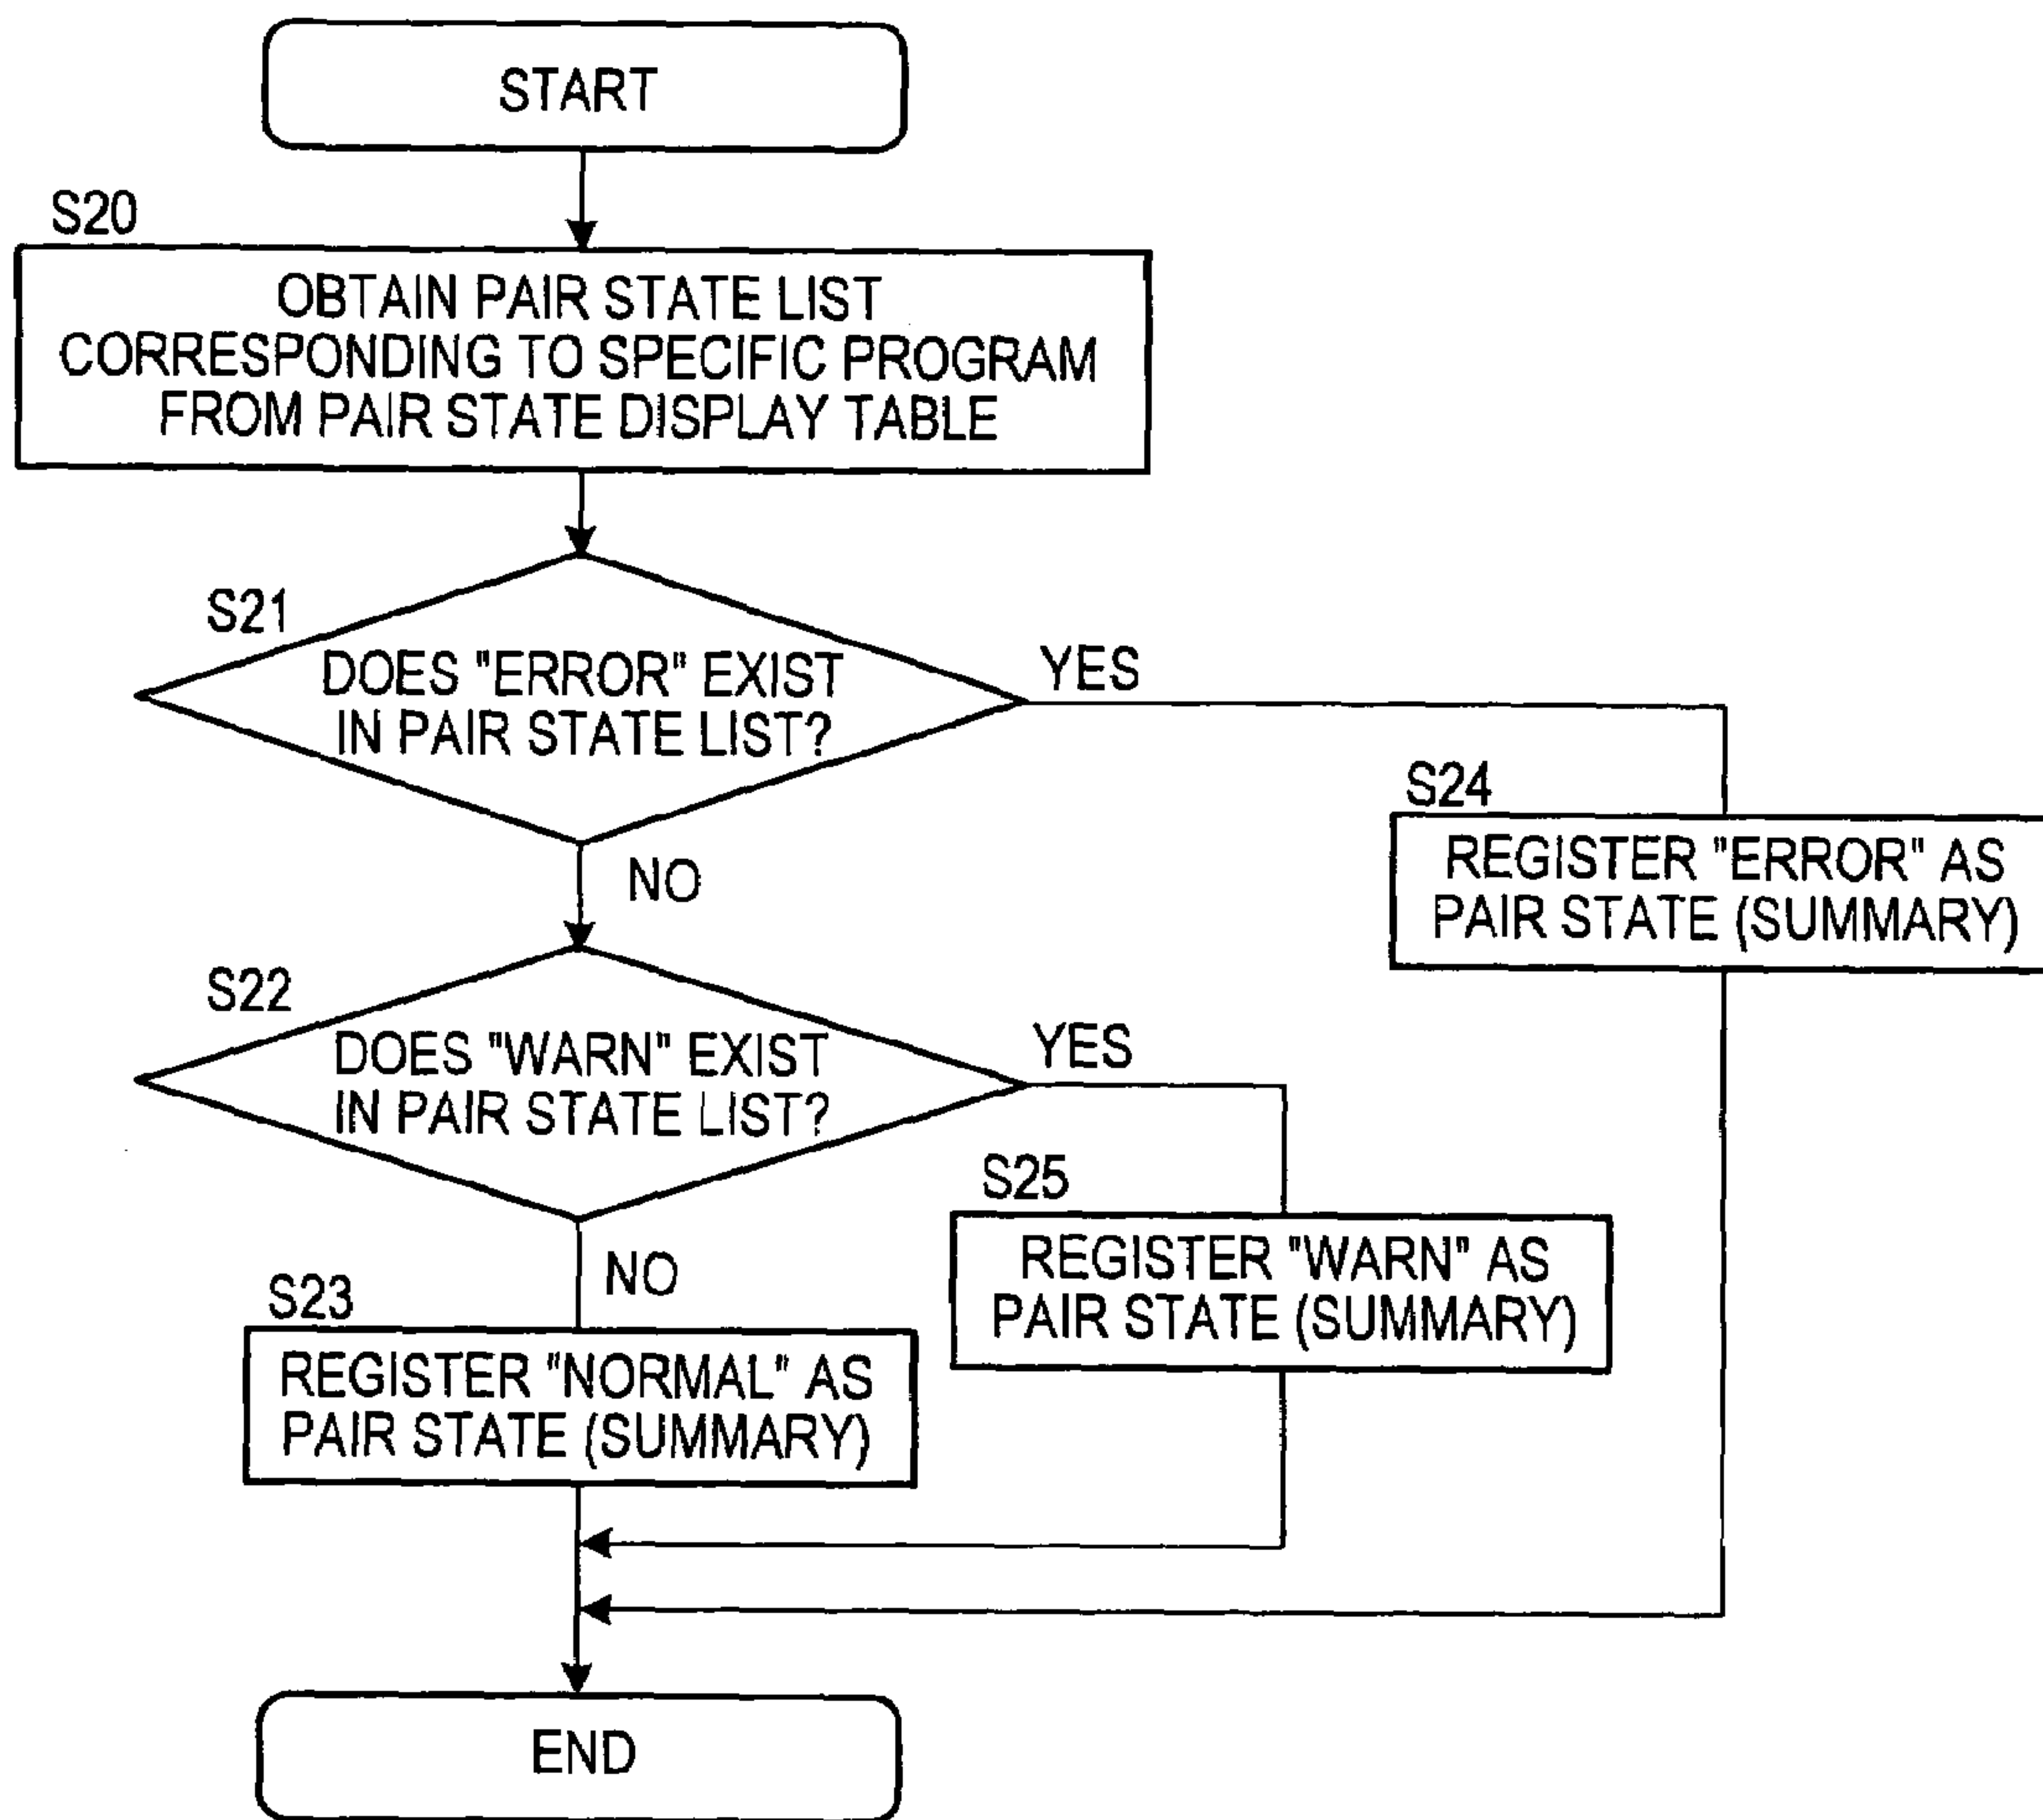 START
S20
OBTAIN PAIR STATE LIST
CORRESPONDING TO SPECIFIC PROGRAM
FROM PAIR STATE DISPLAY TABLE
S21
DOES "ERROR" EXIST
IN PAIR STATE LIST?
YES
NO
S24
REGISTER "ERROR" AS
PAIR STATE (SUMMARY)
S22
DOES "WARN" EXIST
IN PAIR STATE LIST?
YES
NO
S25
REGISTER "WARN" AS
PAIR STATE (SUMMARY)
S23
REGISTER "NORMAL" AS
PAIR STATE (SUMMARY)
END